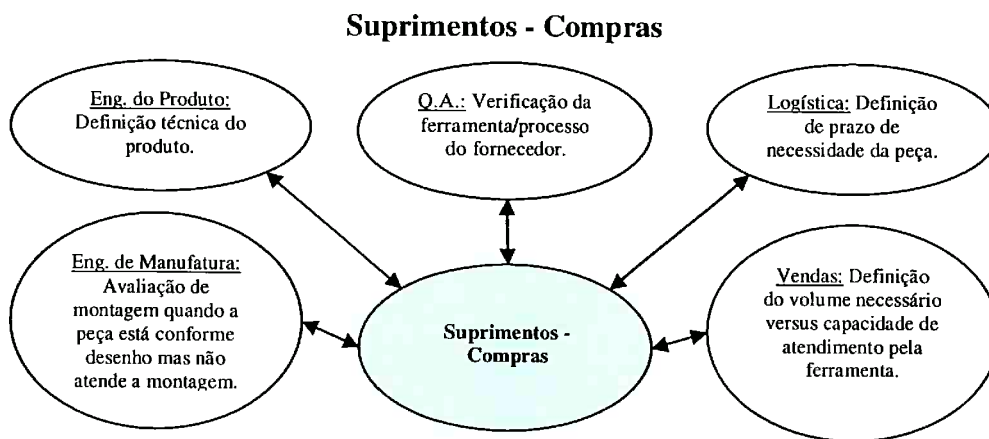 Suprimentos - Compras
Eng. do Produto:
Definição técnica do
produto.
Q.A.: Verificação da
ferramenta/processo
do fornecedor.
Logística: Definição
de prazo de
necessidade da peça.
Eng. de Manufatura:
Avaliação de
montagem quando a
peça está conforme
desenho mas não
atende a montagem.
Suprimentos -
Compras
Vendas: Definição
do volume necessário
versus capacidade de
atendimento pela
ferramenta.